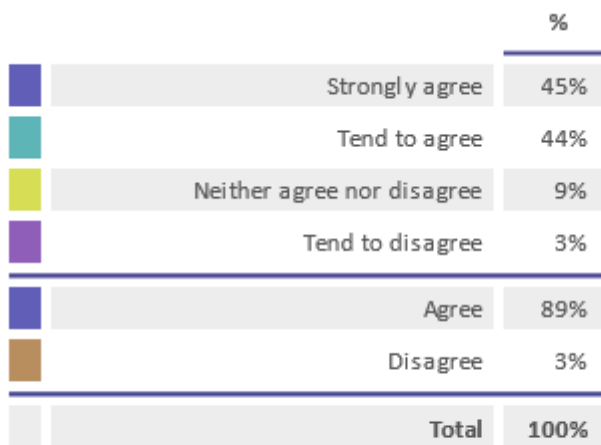 %
Strongly agree 45%
Tend to agree 44%
Neither agree nor disagree 9%
Tend to disagree 3%
Agree 89%
Disagree 3%
Total 100%